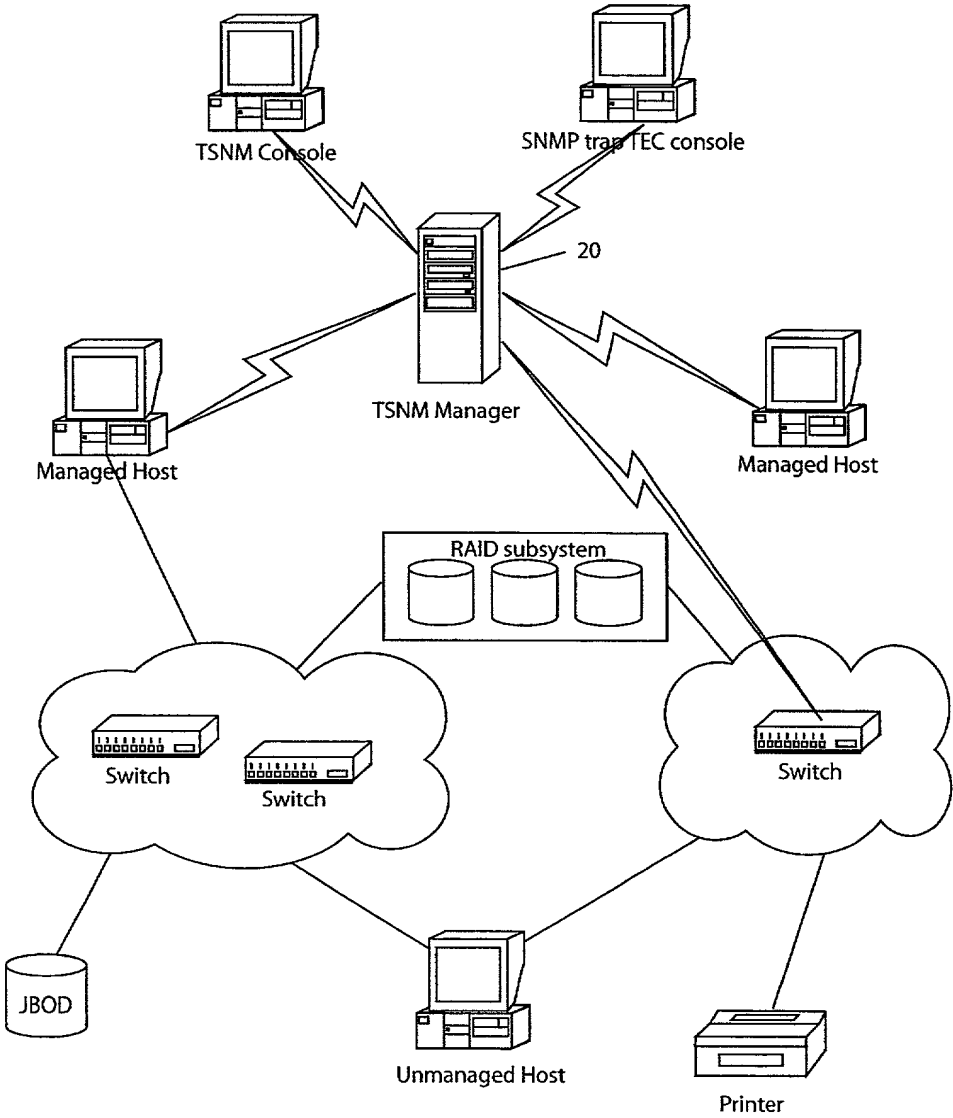 TSNM Console
SNMP trap TEC console
20
TSNM Manager
Managed Host
Managed Host
RAID subsystem
Switch
Switch
Switch
JBOD
Unmanaged Host
Printer